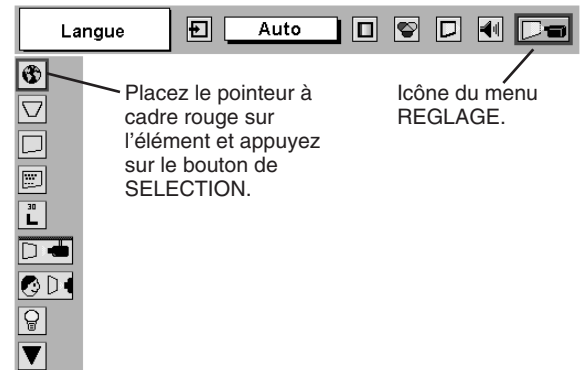 Langue
Auto
Placez le pointeur à
cadre rouge sur
l'élément et appuyez
sur le bouton de
SELECTION.
Icône du menu
REGLAGE.
30
L